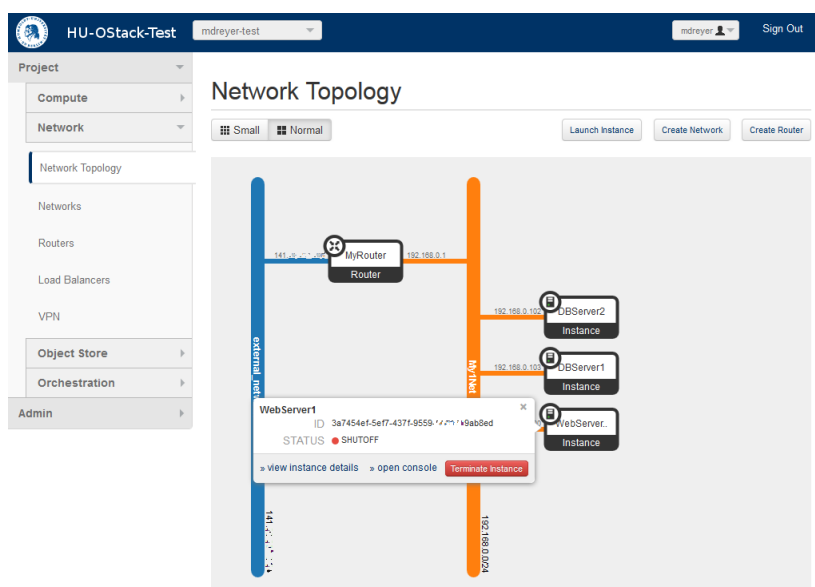 HU-OStack-Test
mdreyer-test
mdreyer
Sign Out
Project
Compute
Network
Network Topology
Networks
Routers
Load Balancers
VPN
Object Store
Orchestration
Admin
Network Topology
Small
Normal
Launch Instance
Create Network
Create Router
MyRouter
Router
192.168.0.1
192.168.0.102
DBServer2
Instance
192.168.0.103
DBServer1
Instance
WebServer..
Instance
My1Net
WebServer1
ID
STATUS
SHUTOFF
» view instance details
» open console
Terminate Instance
192.168.0.0/24